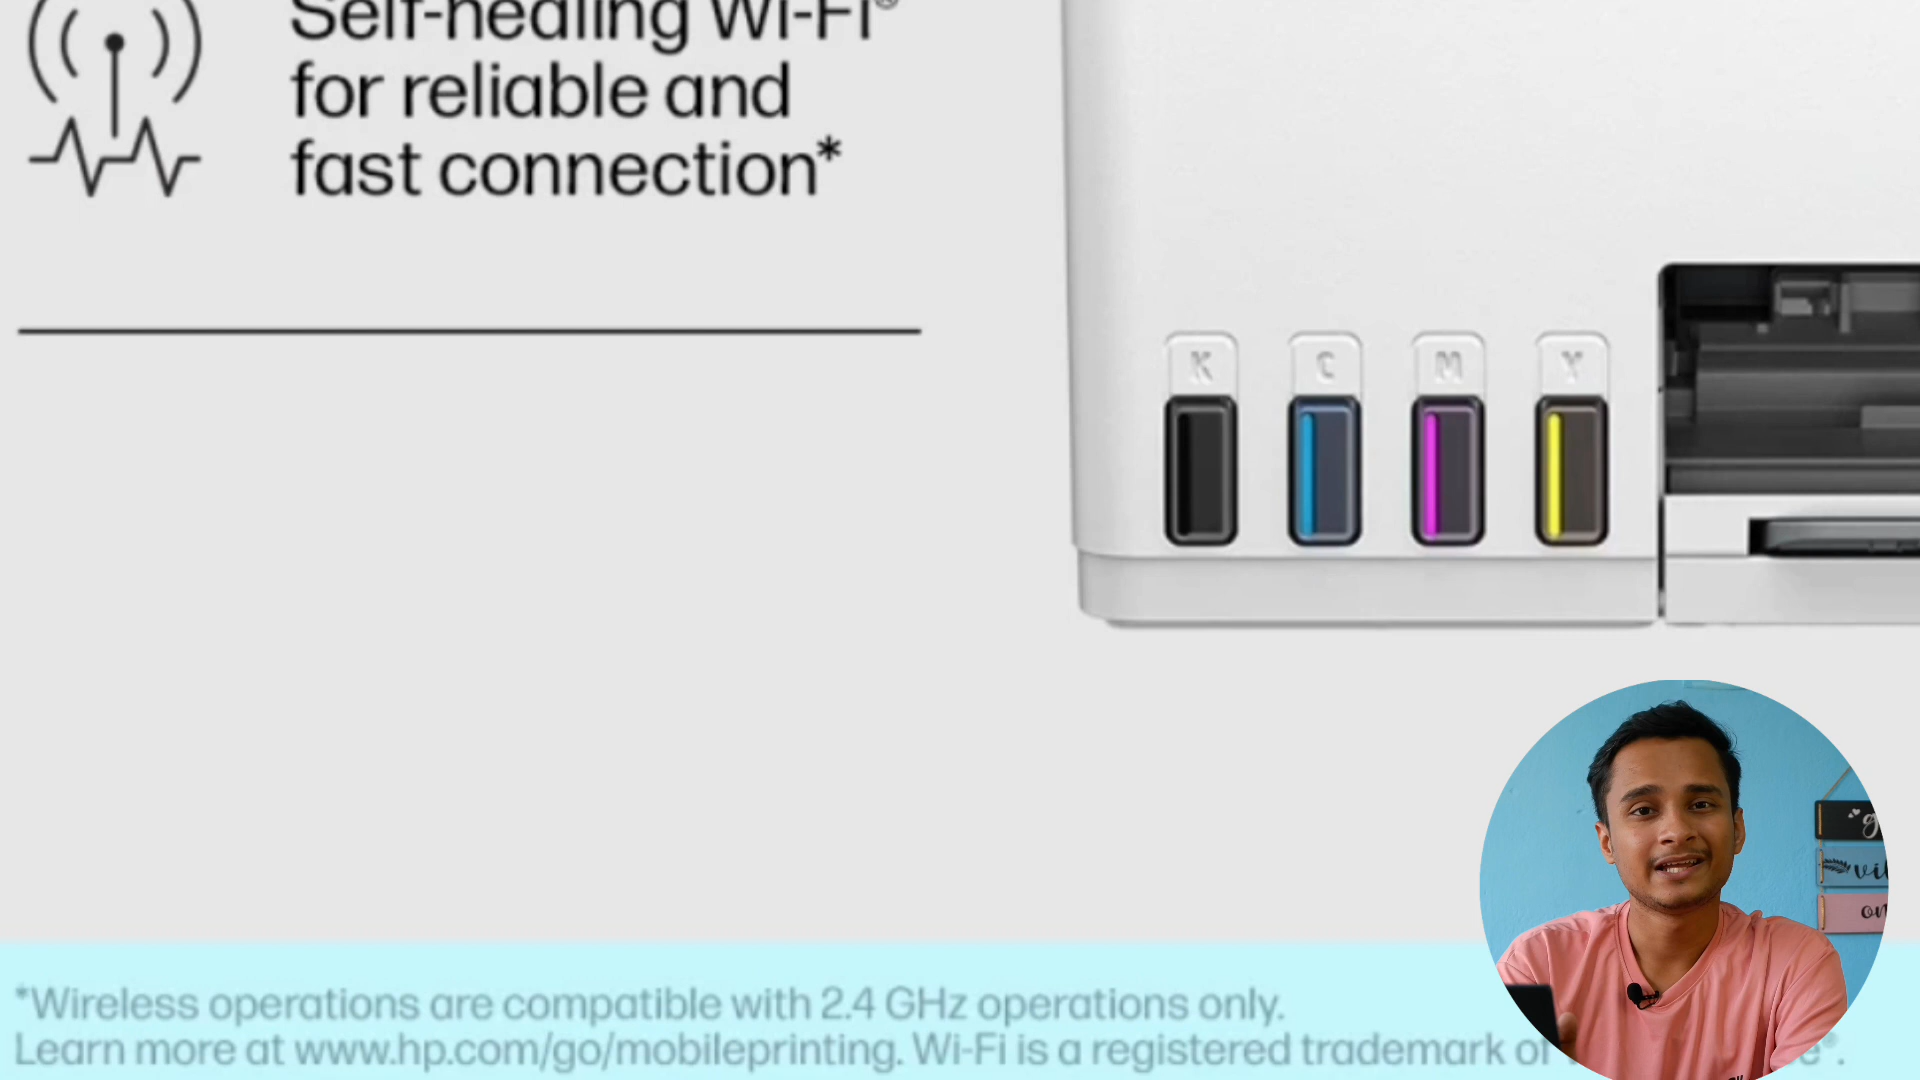 Self-healing Wi-Fi®
for reliable and
fast connection*
K C M Y
*Wireless operations are compatible with 2.4 GHz operations only.
Learn more at www.hp.com/go/mobileprinting. Wi-Fi is a registered trademark of